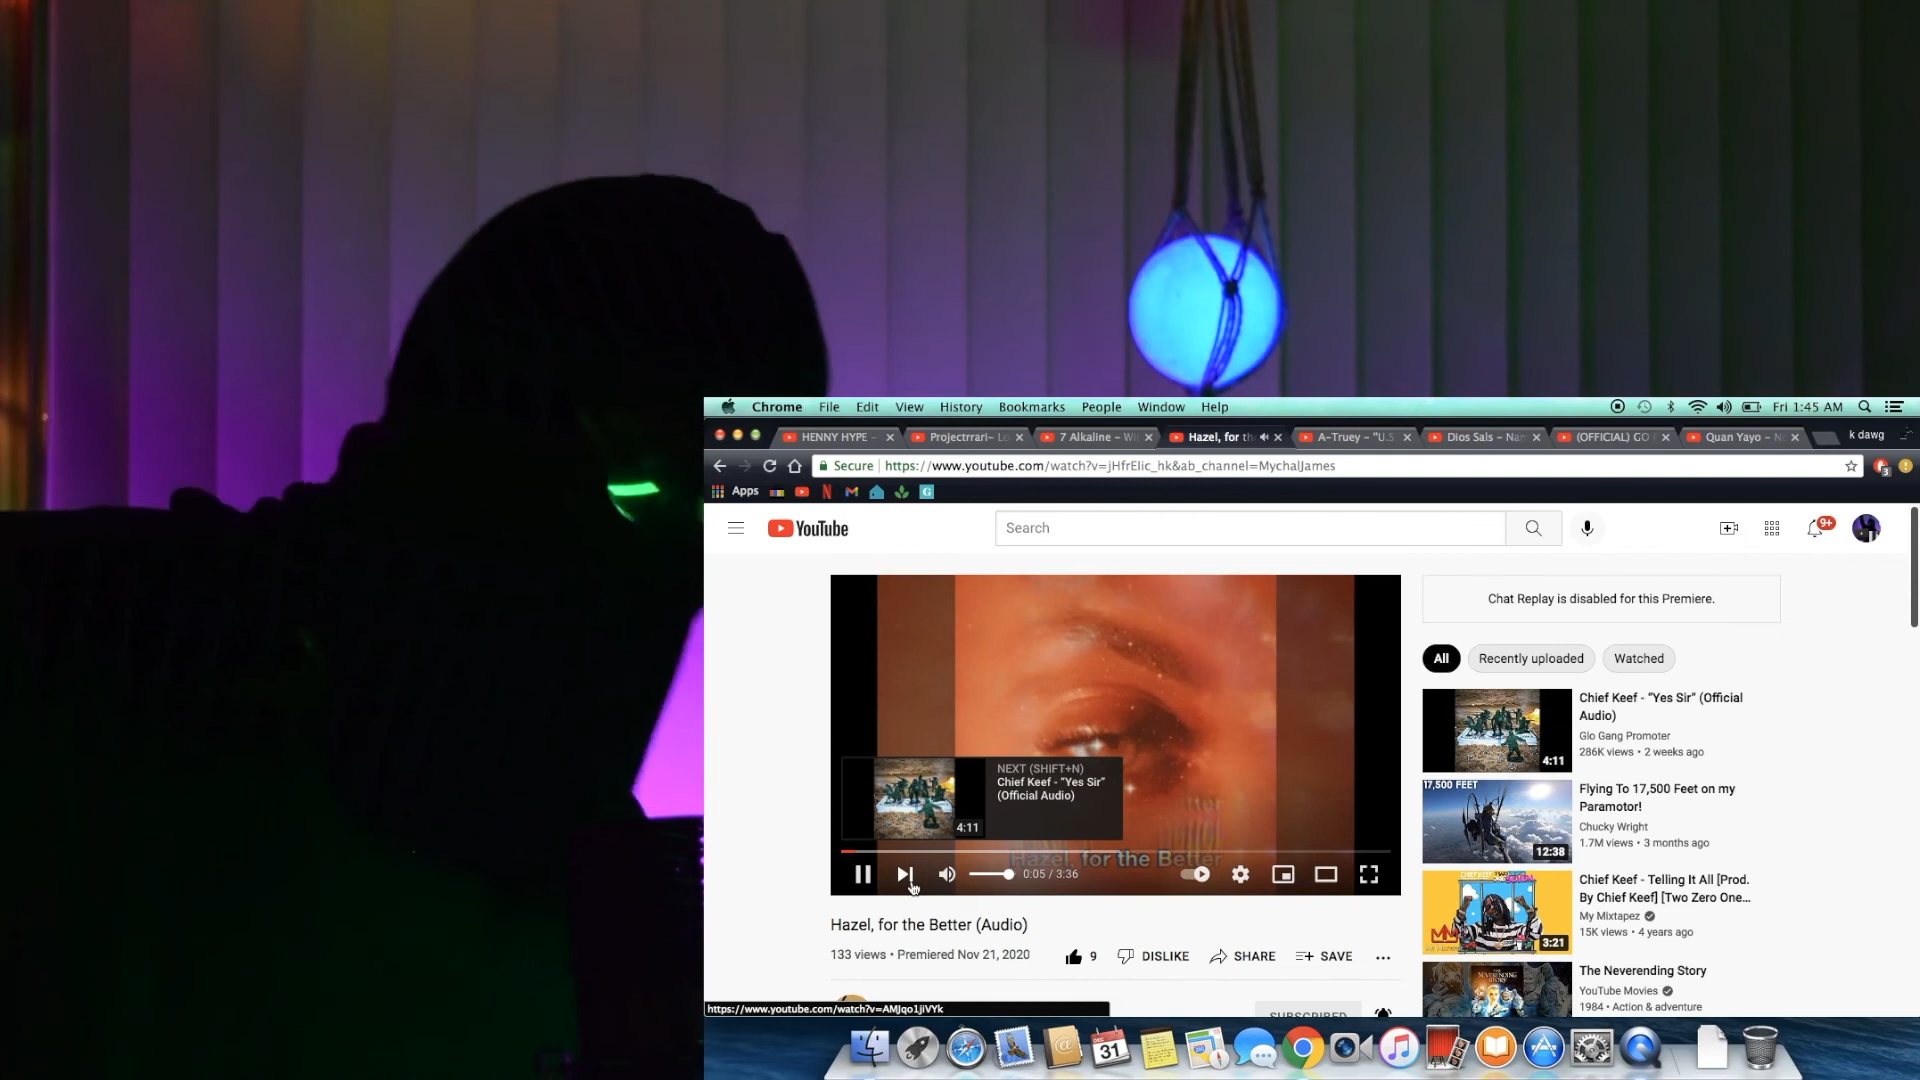 Chrome File Edit View History Bookmarks People Window Help Fri 1:45 AM
HENNY HYPE - Projectrrari- Lo 7 Alkaline - Wi Hazel, for th A-Truey - "U.S. Dios Sals - Nam (OFFICIAL) GO Quan Yayo - N k dawg
Secure https://www.youtube.com/watch?v=jHfrElic_hk&ab_channel=MychalJames
3
Apps
YouTube
Search
9+
Chat Replay is disabled for this Premiere.
All Recently uploaded Watched
Chief Keef - "Yes Sir" (Official
Audio)
Glo Gang Promoter
286K views • 2 weeks ago
4:11
17,500 FEET
Flying To 17,500 Feet on my
Paramotor!
Chucky Wright
1.7M views • 3 months ago
12:38
Chief Keef - Telling It All [Prod.
By Chief Keef] [Two Zero One...
My Mixtapez
15K views • 4 years ago
3:21
The Neverending Story
YouTube Movies
1984 • Action & adventure
NEXT (SHIFT+N)
Chief Keef - "Yes Sir"
(Official Audio)
4:11
Hazel, for the Better
0:05 / 3:36
Hazel, for the Better (Audio)
133 views • Premiered Nov 21, 2020
9 DISLIKE SHARE SAVE
SUBSCRIBED
https://www.youtube.com/watch?v=AMJqo1jiVYk
DEC
31